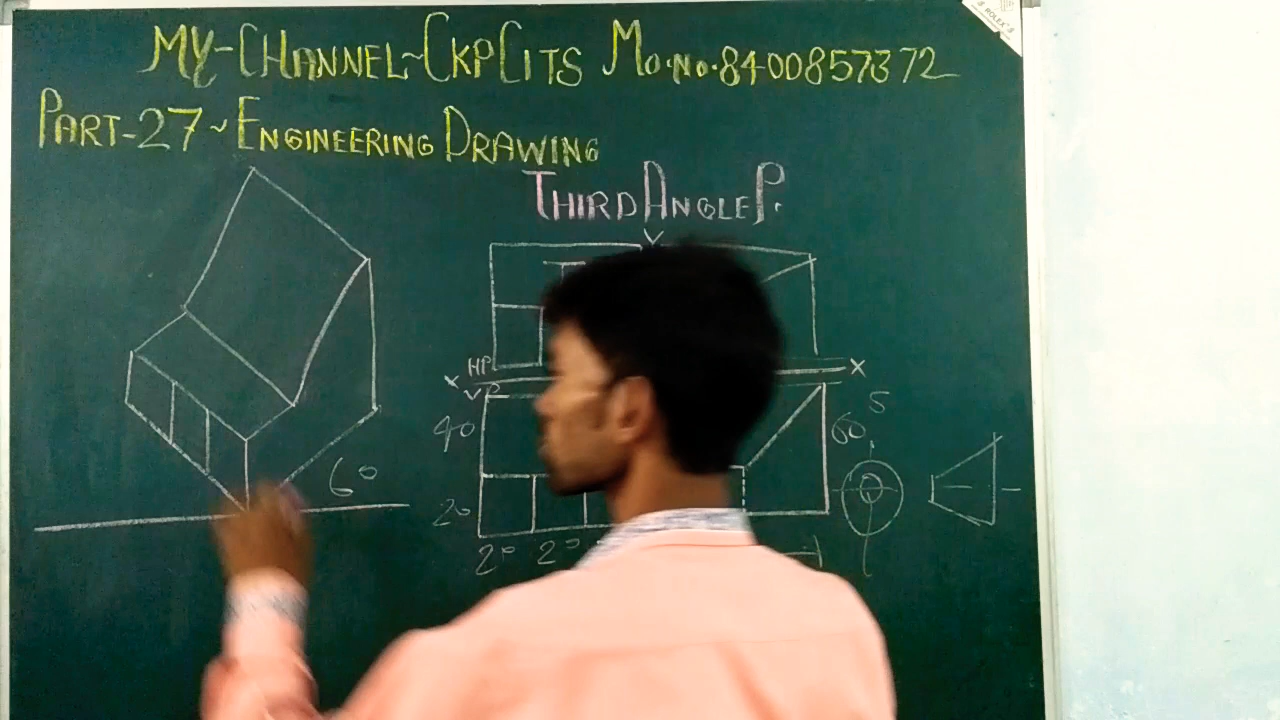 MY-CHANNEL~CKPCITS Mo.No.8400857372
PART-27~ENGINEERING DRAWING
THIRD ANGLE P.
HP
X X
VP
40 60 S
60
20
20 20
ROLEX